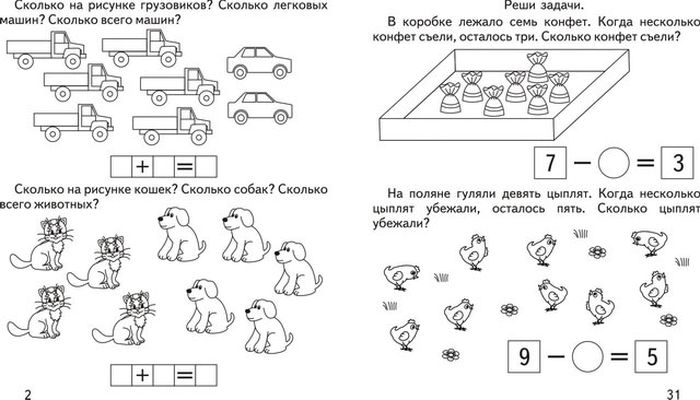 Сколько на рисунке грузовиков? Сколько легковых
машин? Сколько всего машин?
+ =
Сколько на рисунке кошек? Сколько собак? Сколько
всего животных?
+ =
2
Реши задачи.
В коробке лежало семь конфет. Когда несколько
конфет съели, осталось три. Сколько конфет съели?
7 − = 3
На поляне гуляли девять цыплят. Когда несколько
цыплят убежали, осталось пять. Сколько цыплят
убежали?
9 − = 5
31